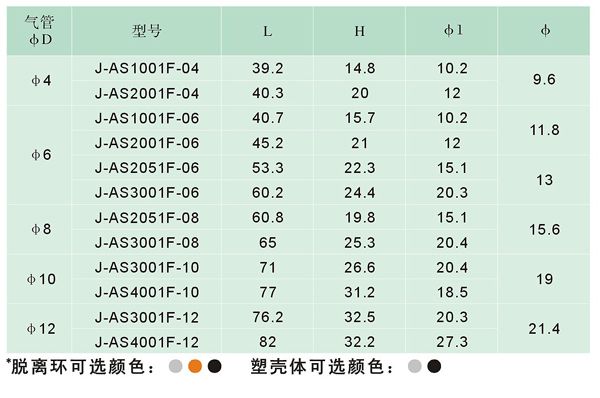 气管 φD 型号 L H φ1 φ
φ4 J-AS1001F-04 39.2 14.8 10.2 9.6
J-AS2001F-04 40.3 20 12
φ6 J-AS1001F-06 40.7 15.7 10.2 11.8
J-AS2001F-06 45.2 21 12
J-AS2051F-06 53.3 22.3 15.1 13
J-AS3001F-06 60.2 24.4 20.3
φ8 J-AS2051F-08 60.8 19.8 15.1 15.6
J-AS3001F-08 65 25.3 20.4
φ10 J-AS3001F-10 71 26.6 20.4 19
J-AS4001F-10 77 31.2 18.5
φ12 J-AS3001F-12 76.2 32.5 20.3 21.4
J-AS4001F-12 82 32.2 27.3
*脱离环可选颜色： 塑壳体可选颜色：